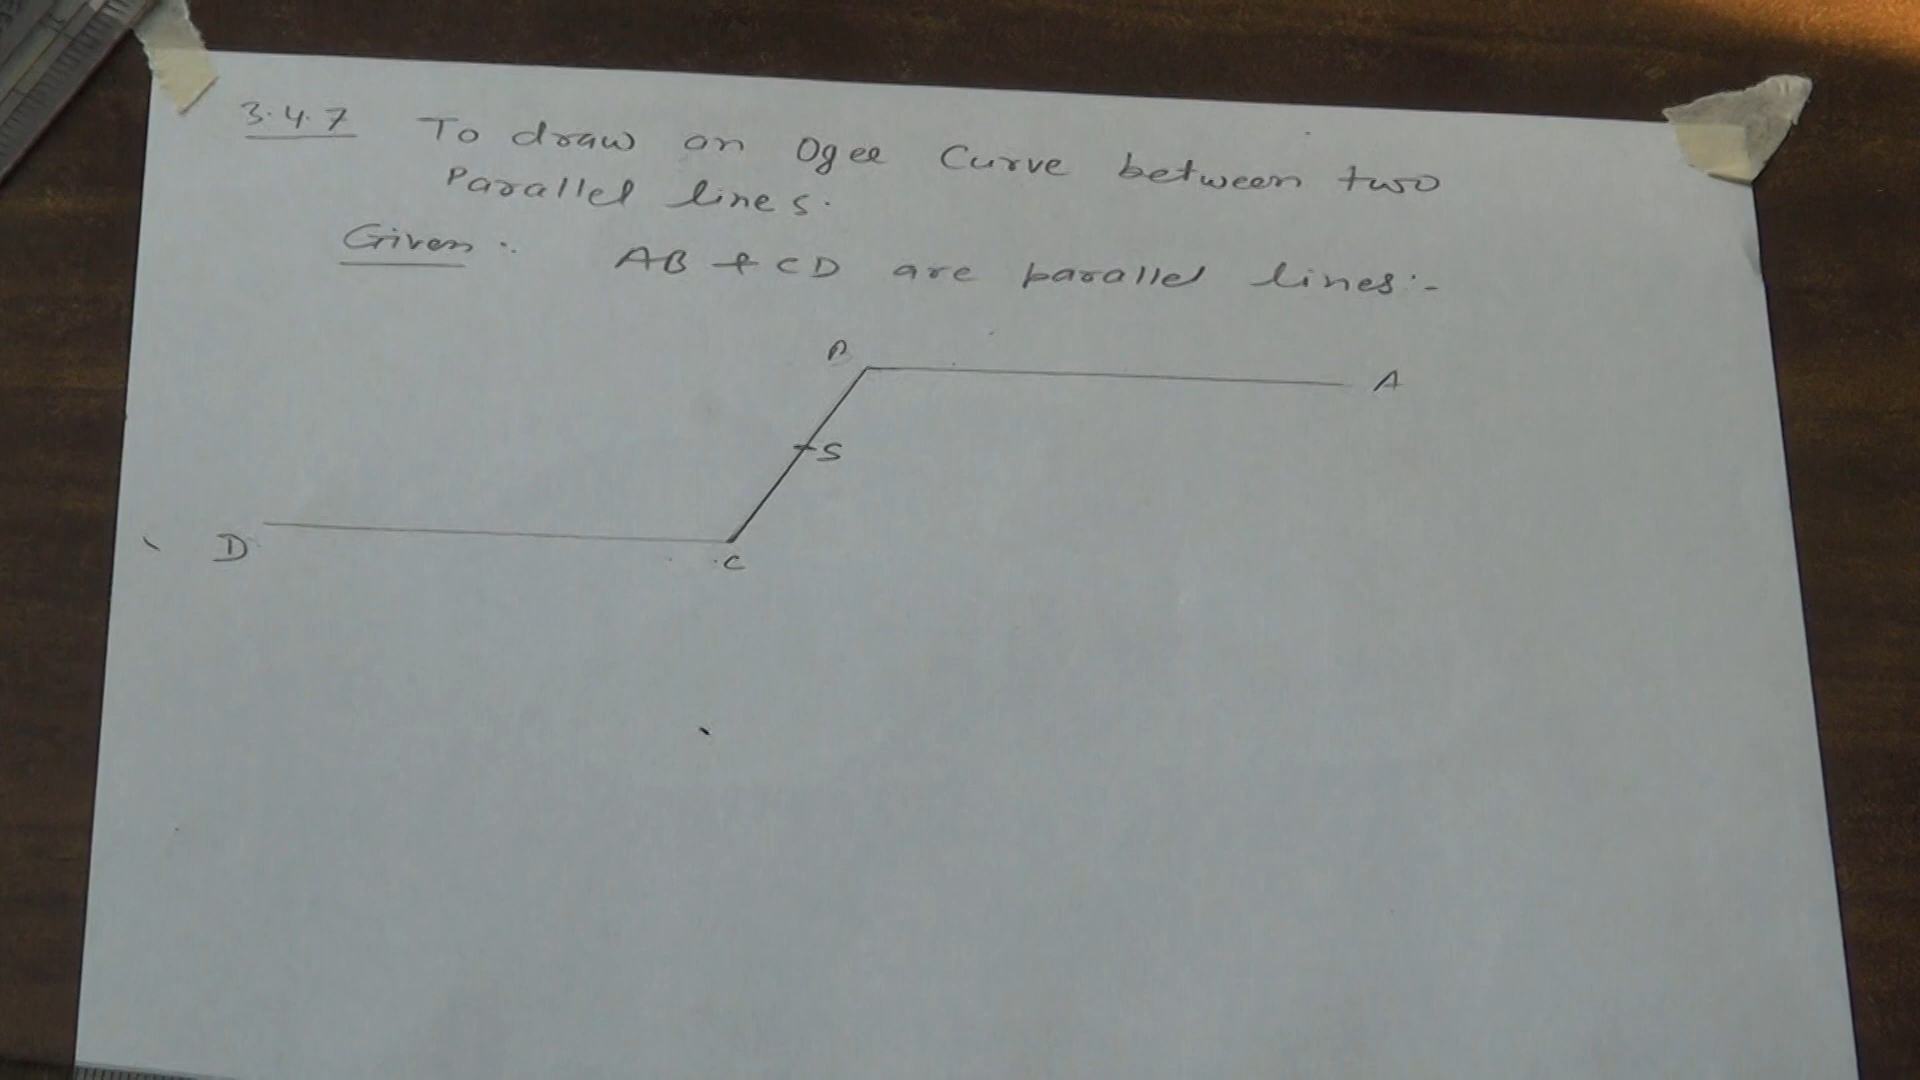 3.4.7 To draw an Ogee Curve between two
Parallel lines.
Given :. AB & CD are parallel lines:-
B
A
S
D
C